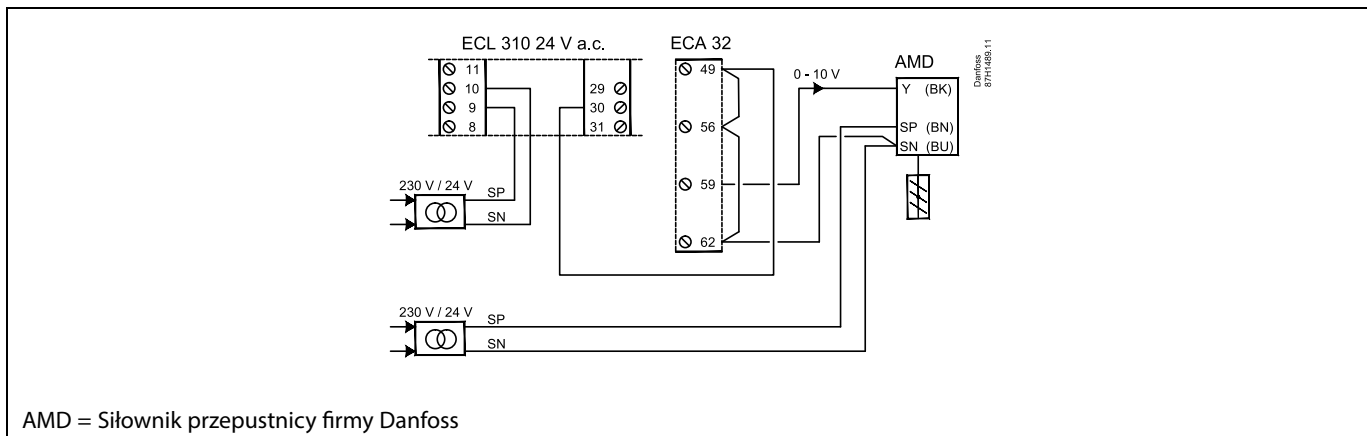 ECL 310 24 V a.c.
ECA 32
AMD
Danfoss
87H1489.11
11
10
9
8
29
30
31
49
56
59
62
0 - 10 V
Y (BK)
SP (BN)
SN (BU)
230 V / 24 V
SP
SN
230 V / 24 V
SP
SN
AMD = Siłownik przepustnicy firmy Danfoss